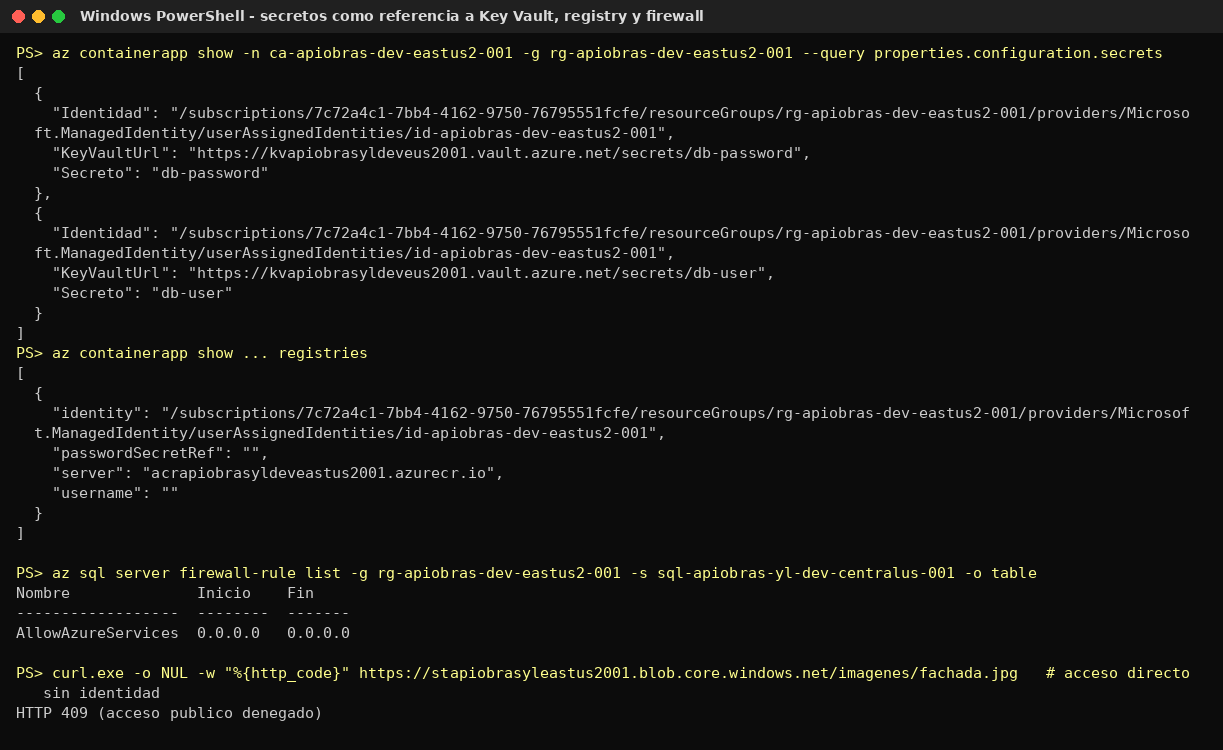 Windows PowerShell - secretos como referencia a Key Vault, registry y firewall
PS> az containerapp show -n ca-apiobras-dev-eastus2-001 -g rg-apiobras-dev-eastus2-001 --query properties.configuration.secrets
[
  {
    "Identidad": "/subscriptions/7c72a4c1-7bb4-4162-9750-76795551fcfe/resourceGroups/rg-apiobras-dev-eastus2-001/providers/Microso
  ft.ManagedIdentity/userAssignedIdentities/id-apiobras-dev-eastus2-001",
    "KeyVaultUrl": "https://kvapiobrasyldeveus2001.vault.azure.net/secrets/db-password",
    "Secreto": "db-password"
  },
  {
    "Identidad": "/subscriptions/7c72a4c1-7bb4-4162-9750-76795551fcfe/resourceGroups/rg-apiobras-dev-eastus2-001/providers/Microso
  ft.ManagedIdentity/userAssignedIdentities/id-apiobras-dev-eastus2-001",
    "KeyVaultUrl": "https://kvapiobrasyldeveus2001.vault.azure.net/secrets/db-user",
    "Secreto": "db-user"
  }
]
PS> az containerapp show ... registries
[
  {
    "identity": "/subscriptions/7c72a4c1-7bb4-4162-9750-76795551fcfe/resourceGroups/rg-apiobras-dev-eastus2-001/providers/Microsof
  t.ManagedIdentity/userAssignedIdentities/id-apiobras-dev-eastus2-001",
    "passwordSecretRef": "",
    "server": "acrapiobrasyldeveastus2001.azurecr.io",
    "username": ""
  }
]
PS> az sql server firewall-rule list -g rg-apiobras-dev-eastus2-001 -s sql-apiobras-yl-dev-centralus-001 -o table
Nombre              Inicio    Fin
------------------  --------  -------
AllowAzureServices  0.0.0.0   0.0.0.0
PS> curl.exe -o NUL -w "%{http_code}" https://stapiobrasyleastus2001.blob.core.windows.net/imagenes/fachada.jpg   # acceso directo
   sin identidad
HTTP 409 (acceso publico denegado)